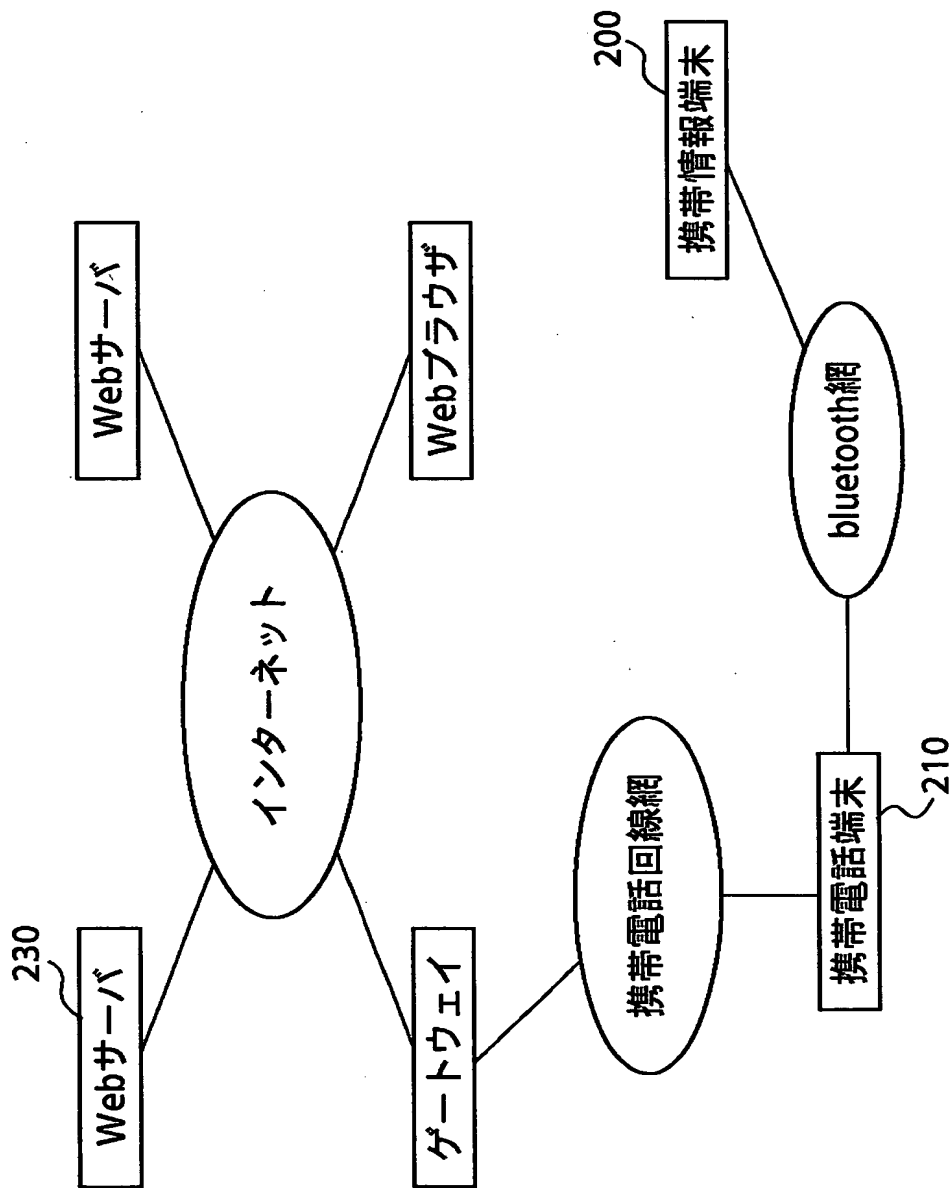 230
Webサーバ
Webサーバ
インターネット
ゲートウェイ
Webブラウザ
携帯電話回線網
200
携帯情報端末
携帯電話端末
210
bluetooth網